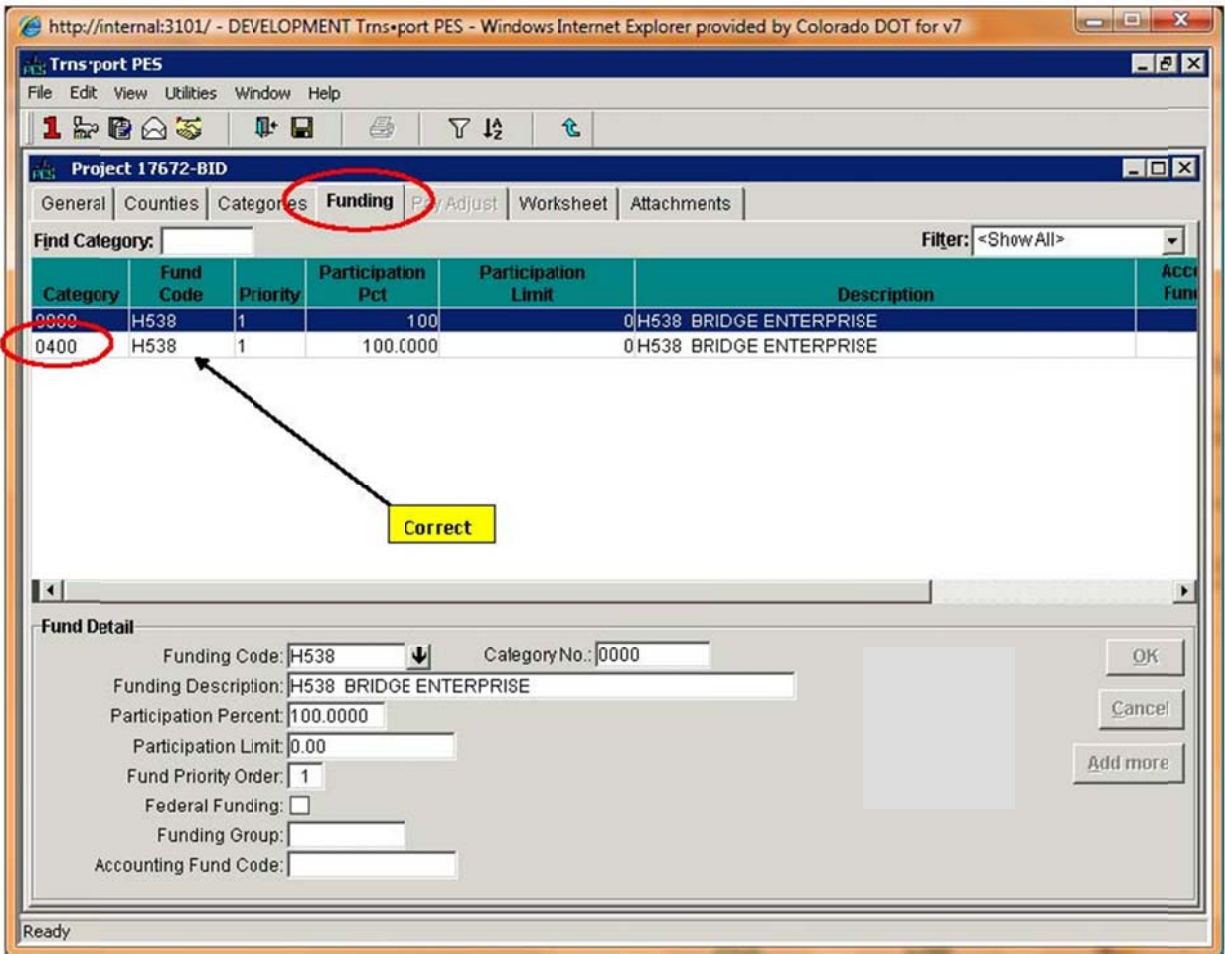 http://internal:3101/ - DEVELOPMENT Trns•port PES - Windows Internet Explorer provided by Colorado DOT for v7
Trns•port PES
File Edit View Utilities Window Help
Project 17672-BID
General Counties Categories Funding Pay Adjust Worksheet Attachments
Find Category: Filter: <Show All>
Category Fund Code Priority Participation Pct Participation Limit Description Acco Fund
0000 H538 1 100 0 H538 BRIDGE ENTERPRISE
0400 H538 1 100.0000 0 H538 BRIDGE ENTERPRISE
Correct
Fund Detail
Funding Code: H538 Category No.: 0000
OK
Funding Description: H538 BRIDGE ENTERPRISE
Participation Percent: 100.0000
Cancel
Participation Limit: 0.00
Fund Priority Order: 1
Add more
Federal Funding:
Funding Group:
Accounting Fund Code:
Ready